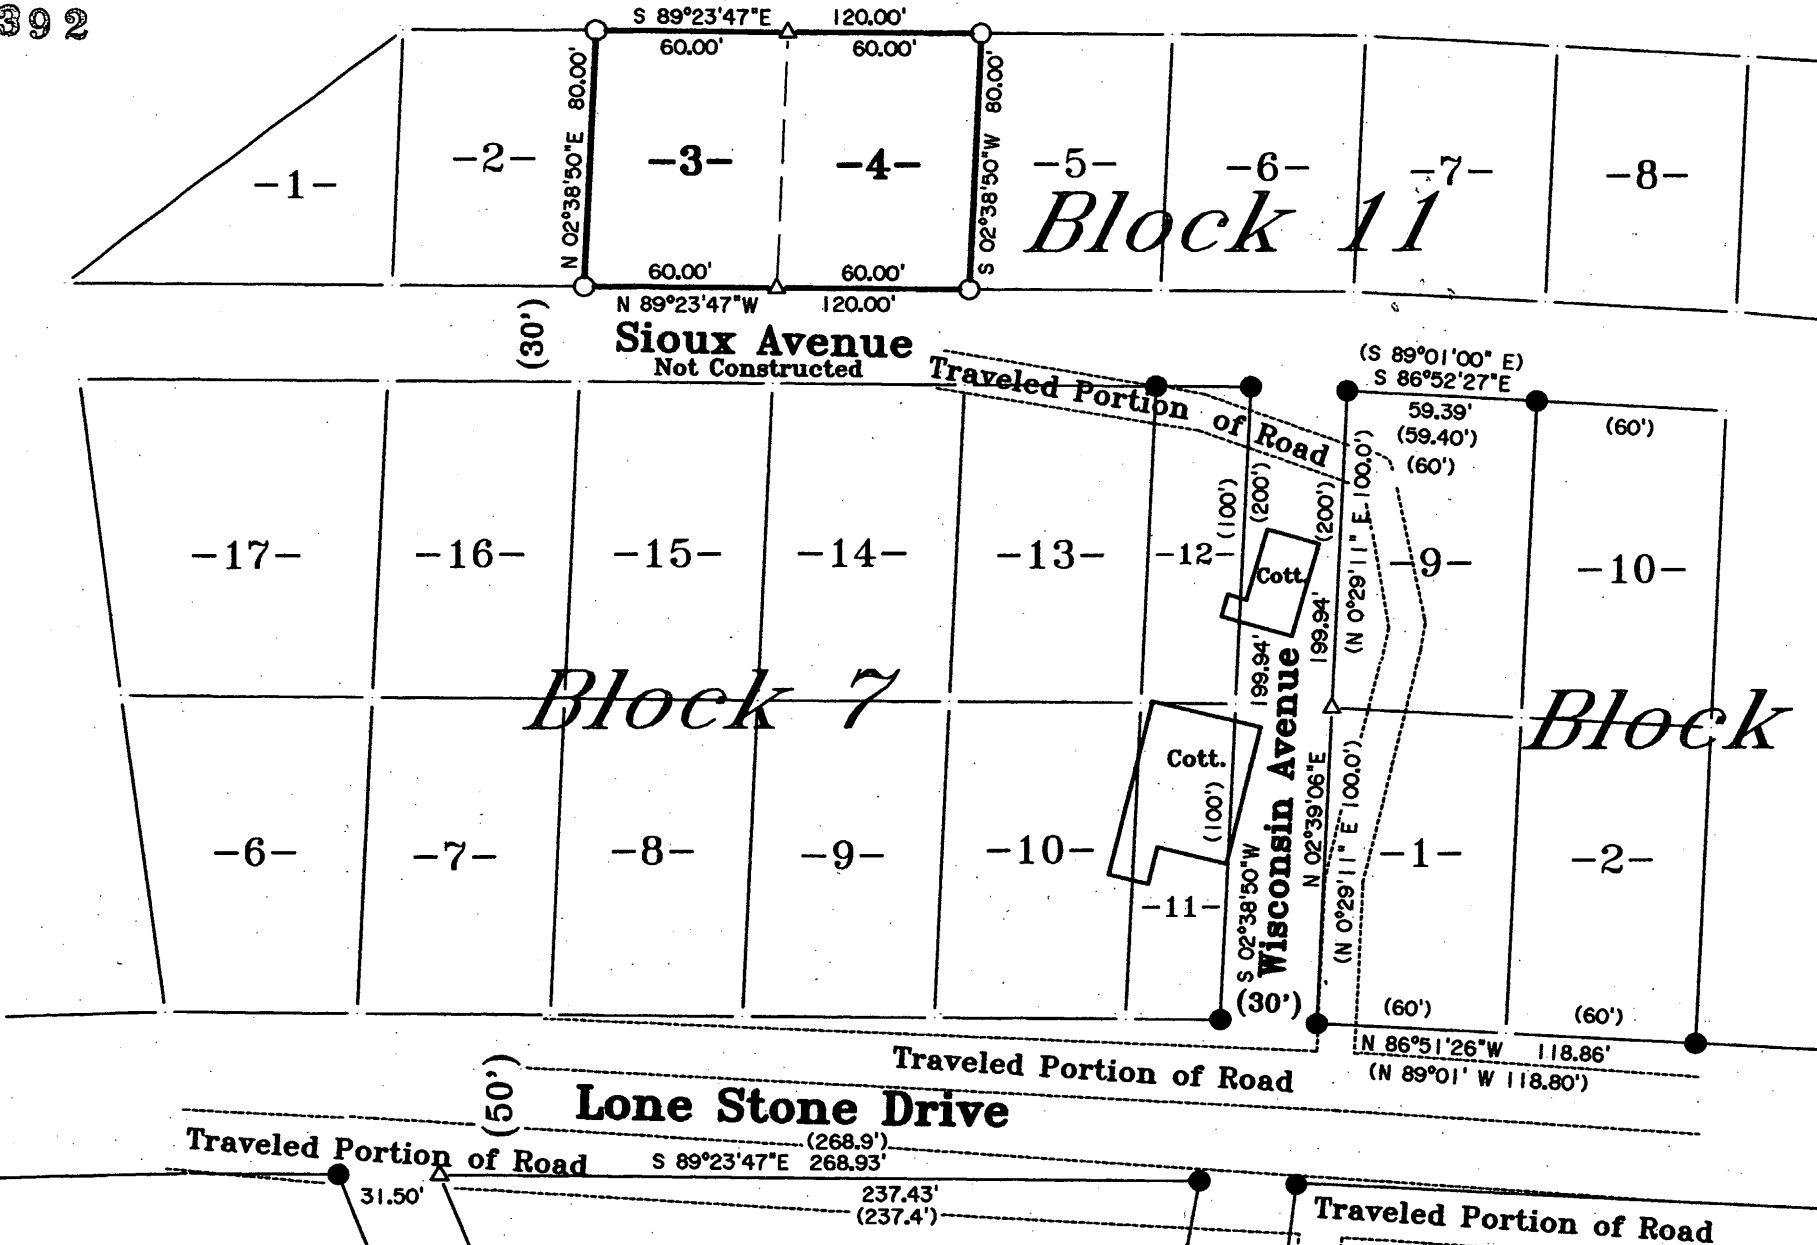 392
S 89°23'47"E 120.00'
60.00' 60.00'
N 02°38'50"E 80.00'
S 02°38'50"W 80.00'
-1- -2- -3- -4- -5- -6- -7- -8-
Block 11
60.00' 60.00'
N 89°23'47"W 120.00'
(30')
Sioux Avenue
Not Constructed
Traveled Portion of Road
(S 89°01'00" E)
S 86°52'27"E
59.39'
(59.40')
(60')
(60')
(100')
(200')
(200')
(N 0°29'11" E 100.0')
-17- -16- -15- -14- -13- -12- -9- -10-
Cott.
199.94'
199.94'
Block 7
Block
Wisconsin Avenue
Cott.
(100')
N 02°39'06"E
(N 0°29'11" E 100.0')
S 02°38'50"W
-6- -7- -8- -9- -10- -11- -1- -2-
(30')
(60') (60')
N 86°51'26"W 118.86'
(N 89°01' W 118.80')
Traveled Portion of Road
(50')
Lone Stone Drive
(268.9')
Traveled Portion of Road
S 89°23'47"E 268.93'
31.50'
237.43'
(237.4')
Traveled Portion of Road